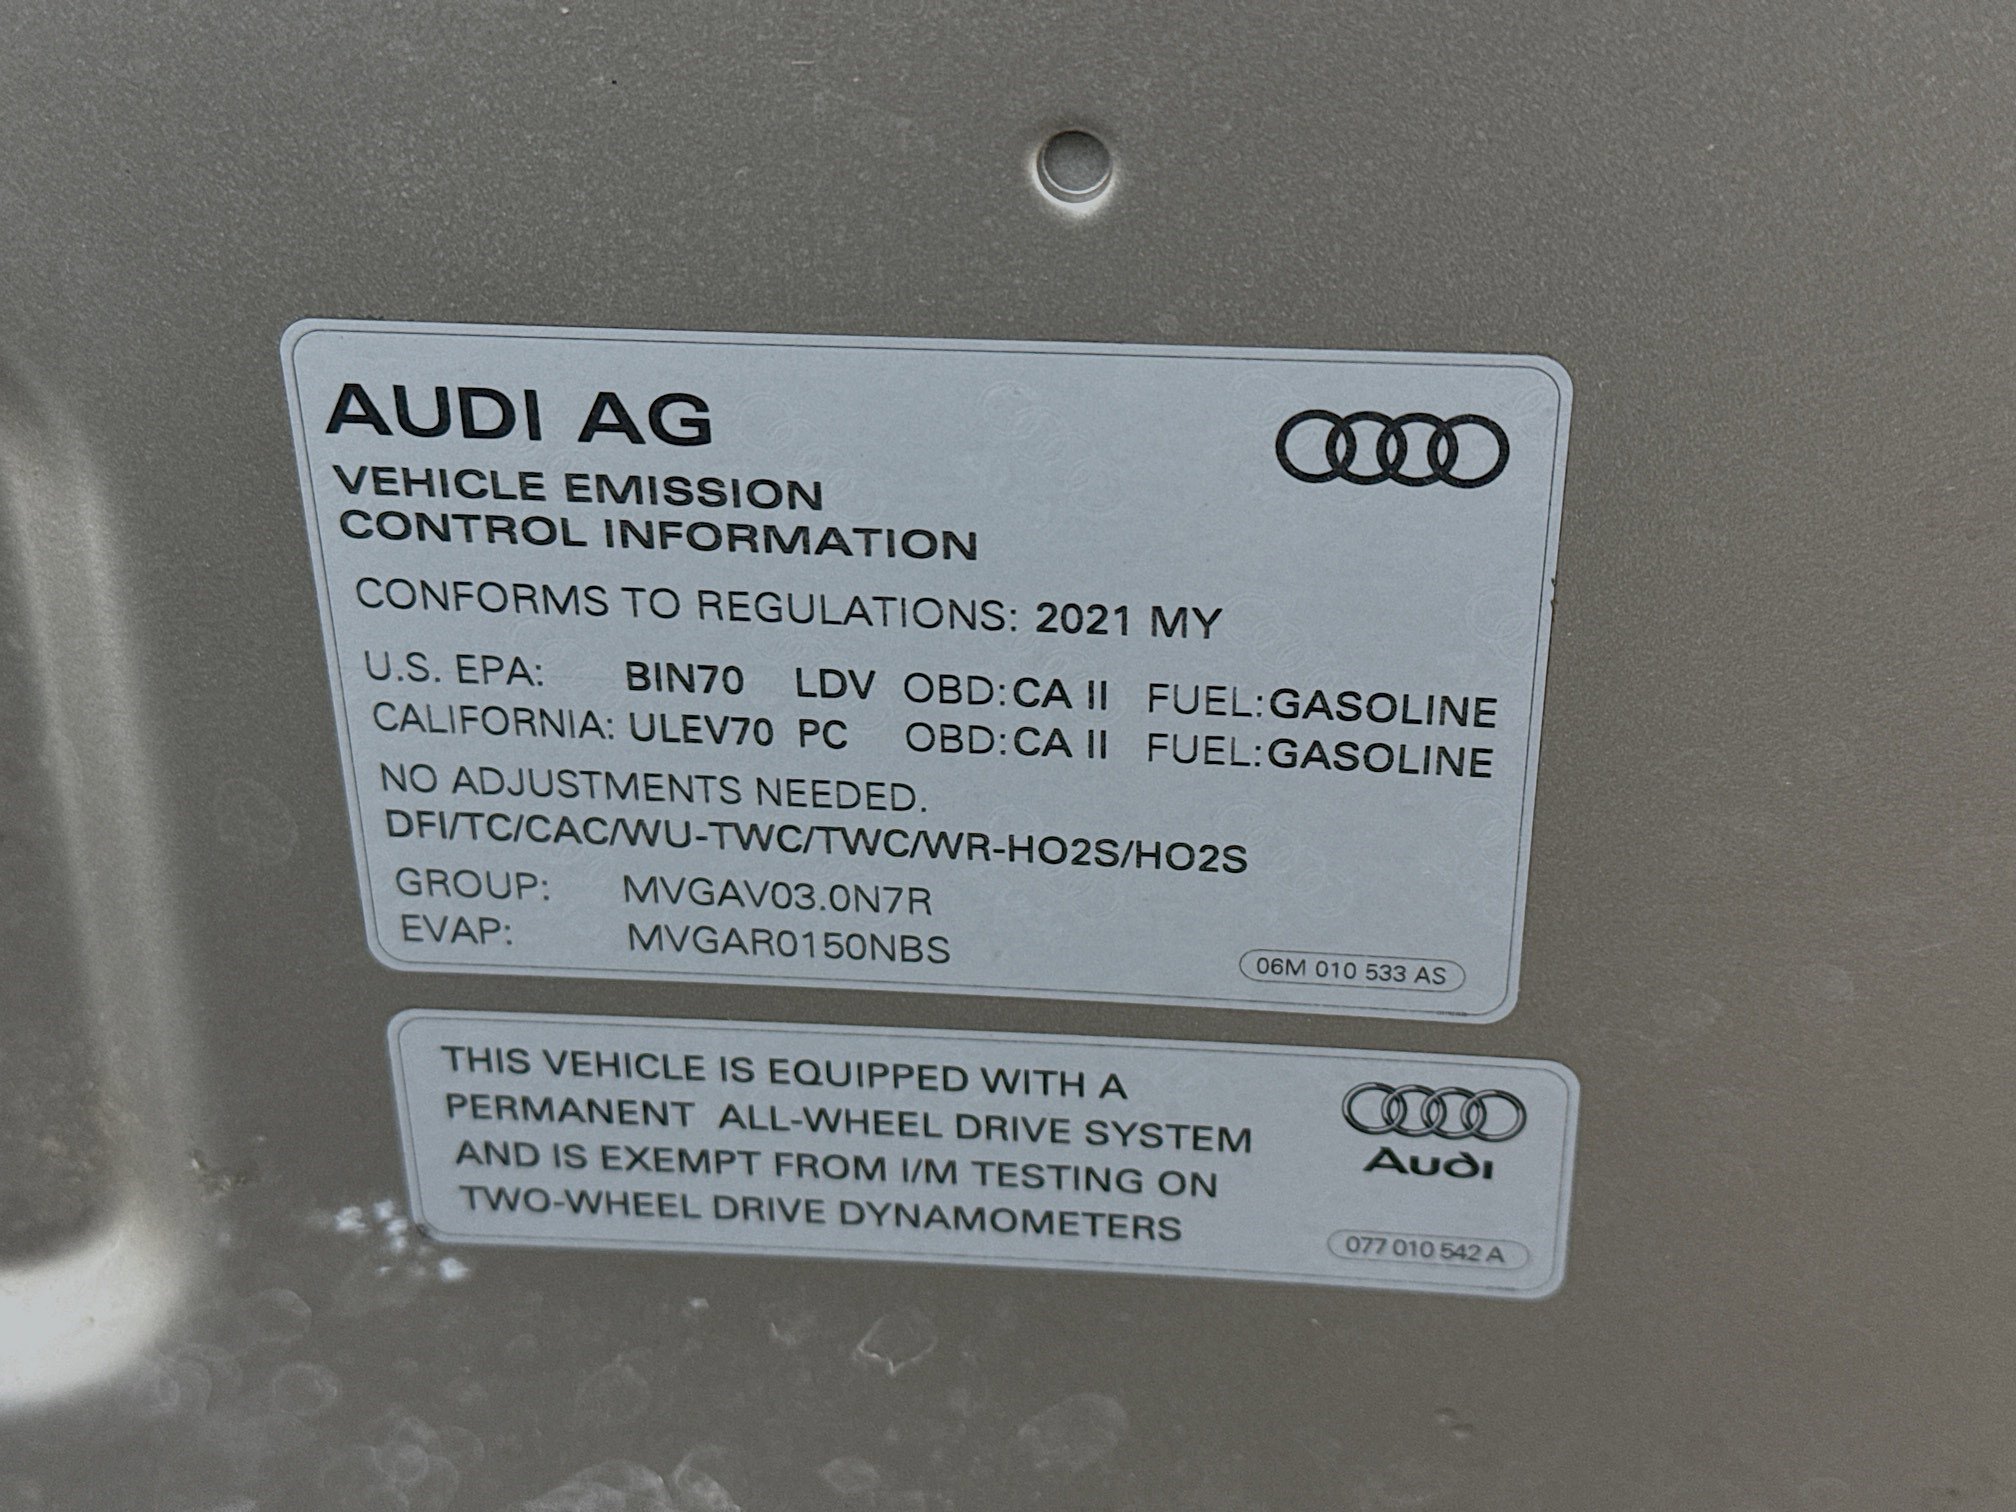 AUDI AG
VEHICLE EMISSION
CONTROL INFORMATION
CONFORMS TO REGULATIONS: 2021 MY
U.S. EPA: BIN70 LDV OBD: CA II FUEL: GASOLINE
CALIFORNIA: ULEV70 PC OBD: CA II FUEL: GASOLINE
NO ADJUSTMENTS NEEDED.
DFI/TC/CAC/WU-TWC/TWC/WR-HO2S/HO2S
GROUP: MVGAV03.0N7R
EVAP: MVGAR0150NBS
06M 010 533 AS
THIS VEHICLE IS EQUIPPED WITH A
PERMANENT ALL-WHEEL DRIVE SYSTEM
AND IS EXEMPT FROM I/M TESTING ON
TWO-WHEEL DRIVE DYNAMOMETERS
Audi
077 010 542 A